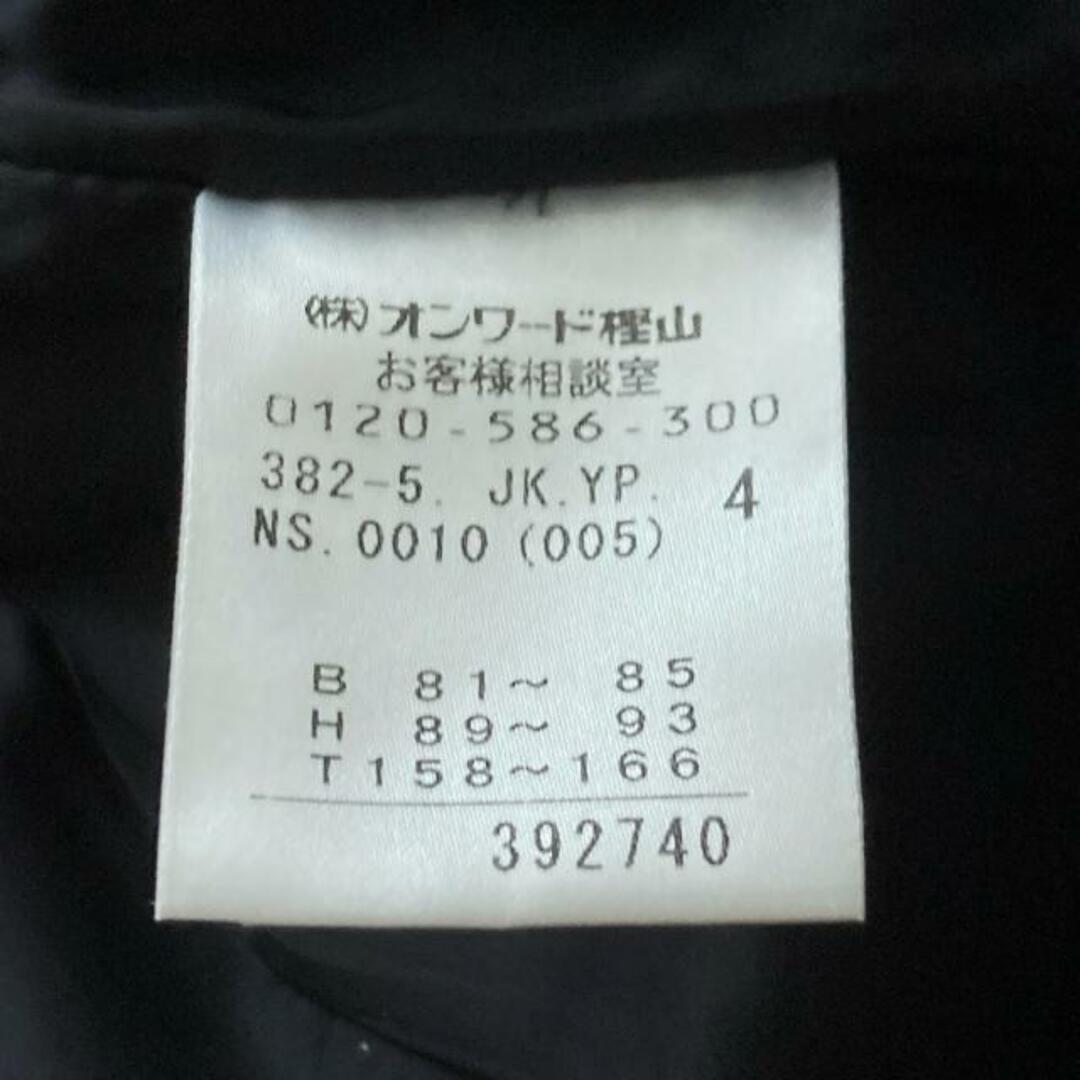 (株)オンワード樫山
お客様相談室
0120-586-300
382-5. JK.YP. 4
NS.0010(005)
B 81~ 85
H 89~ 93
T158~166
392740